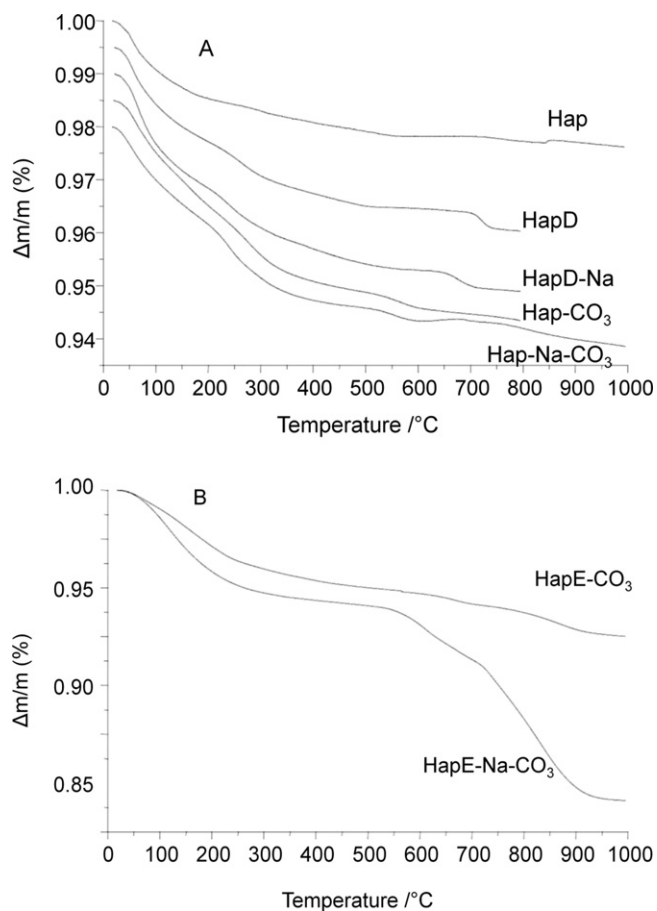 1.00
A
0.99
0.98
Hap
0.97
HapD
0.96
HapD-Na
0.95
Hap-CO₃
0.94
Hap-Na-CO₃
0 100 200 300 400 500 600 700 800 900 1000
Temperature /°C
Δm/m (%)
1.00
B
HapE-CO₃
0.95
0.90
HapE-Na-CO₃
0.85
0 100 200 300 400 500 600 700 800 900 1000
Temperature /°C
Δm/m (%)